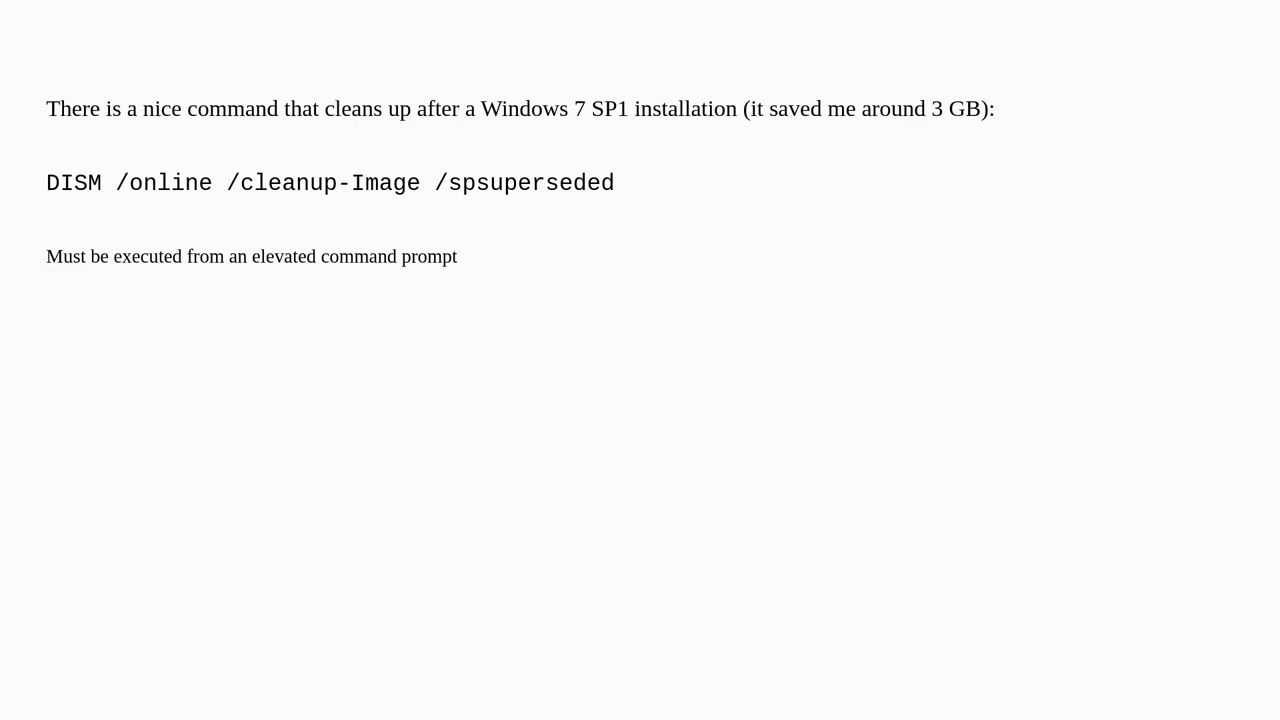 There is a nice command that cleans up after a Windows 7 SP1 installation (it saved me around 3 GB):
DISM /online /cleanup-Image /spsuperseded
Must be executed from an elevated command prompt